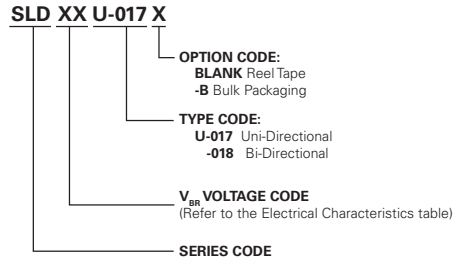 SLD XX U-017 X
OPTION CODE:
BLANK Reel Tape
-B Bulk Packaging
TYPE CODE:
U-017 Uni-Directional
-018 Bi-Directional
VBR VOLTAGE CODE
(Refer to the Electrical Characteristics table)
SERIES CODE